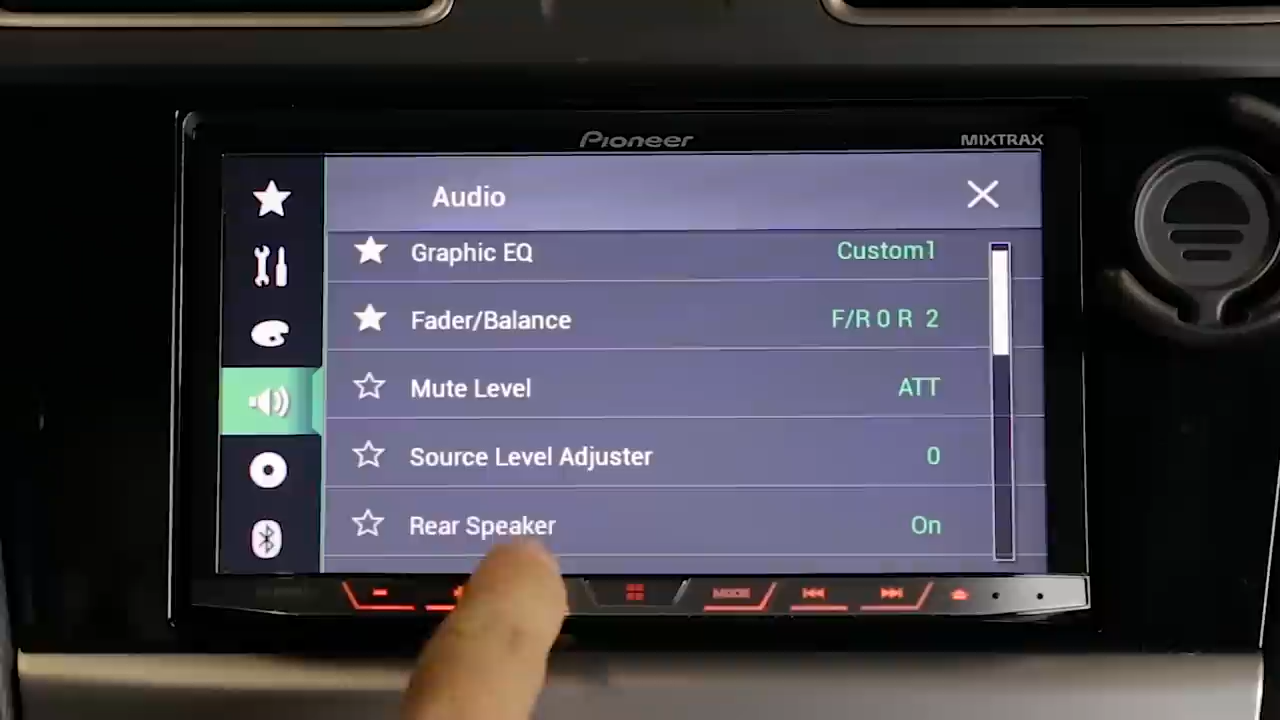 Pioneer
MIXTRAX
Audio
Graphic EQ Custom1
Fader/Balance F/R 0 R 2
Mute Level ATT
Source Level Adjuster 0
Rear Speaker On
MODE